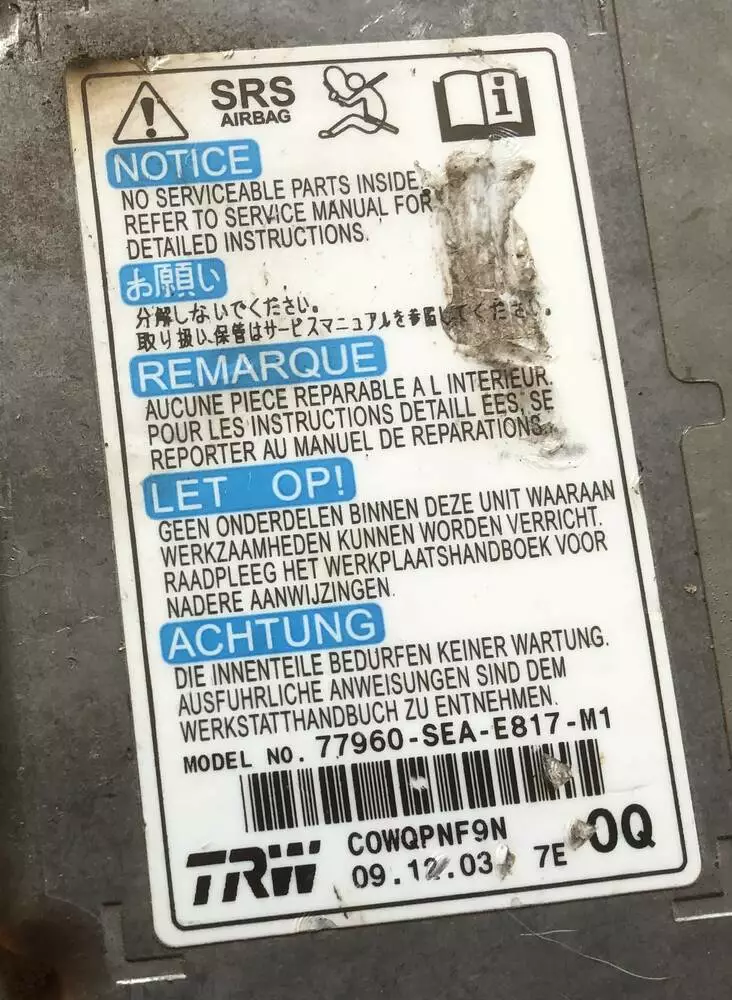 SRS
AIRBAG
NOTICE
NO SERVICEABLE PARTS INSIDE.
REFER TO SERVICE MANUAL FOR
DETAILED INSTRUCTIONS.
お願い
分解しないでください。
取り扱い、保管はサービスマニュアルを参照してください。
REMARQUE
AUCUNE PIECE REPARABLE A L INTERIEUR.
POUR LES INSTRUCTIONS DETAILL EES, SE
REPORTER AU MANUEL DE REPARATIONS.
LET OP!
GEEN ONDERDELEN BINNEN DEZE UNIT WAARAAN
WERKZAAMHEDEN KUNNEN WORDEN VERRICHT.
RAADPLEEG HET WERKPLAATSHANDBOEK VOOR
NADERE AANWIJZINGEN.
ACHTUNG
DIE INNENTEILE BEDURFEN KEINER WARTUNG.
AUSFUHRLICHE ANWEISUNGEN SIND DEM
WERKSTATTHANDBUCH ZU ENTNEHMEN.
MODEL NO. 77960-SEA-E817-M1
TRW
COWQPNF9N
09.12.03 7E 0Q